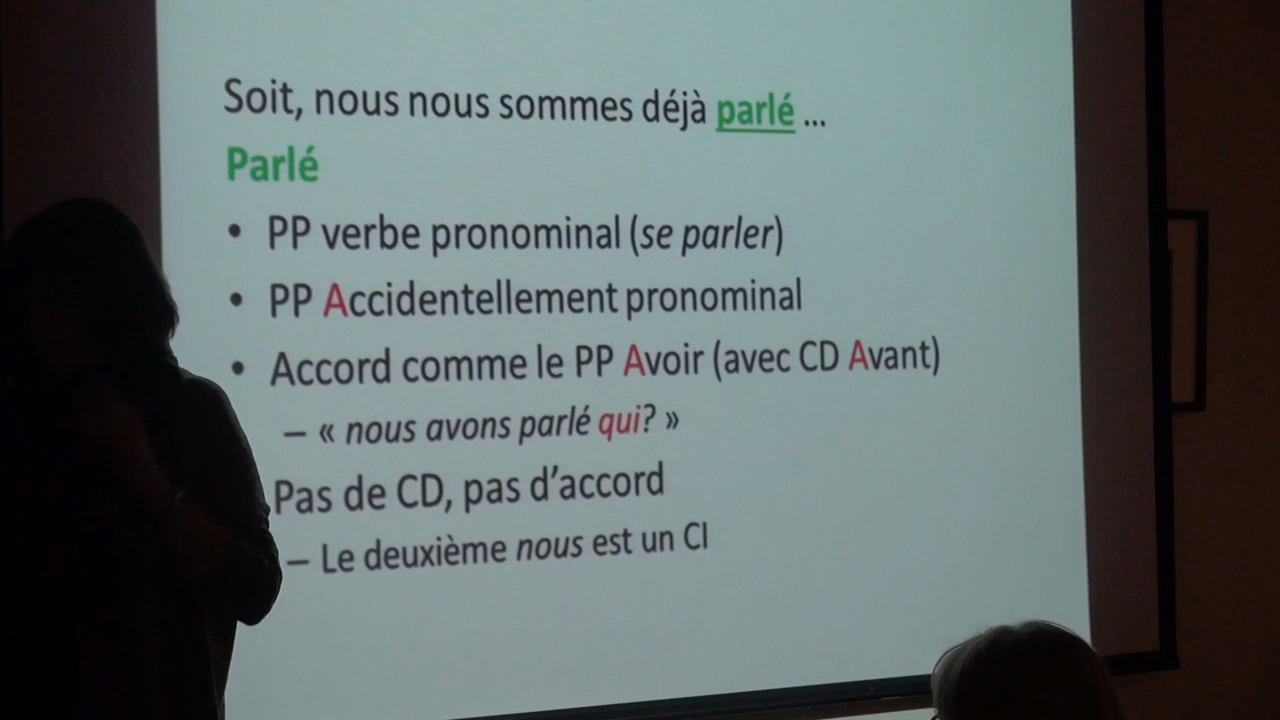 Soit, nous nous sommes déjà parlé ...
Parlé
• PP verbe pronominal (se parler)
• PP Accidentellement pronominal
• Accord comme le PP Avoir (avec CD Avant)
– « nous avons parlé qui? »
Pas de CD, pas d'accord
– Le deuxième nous est un CI